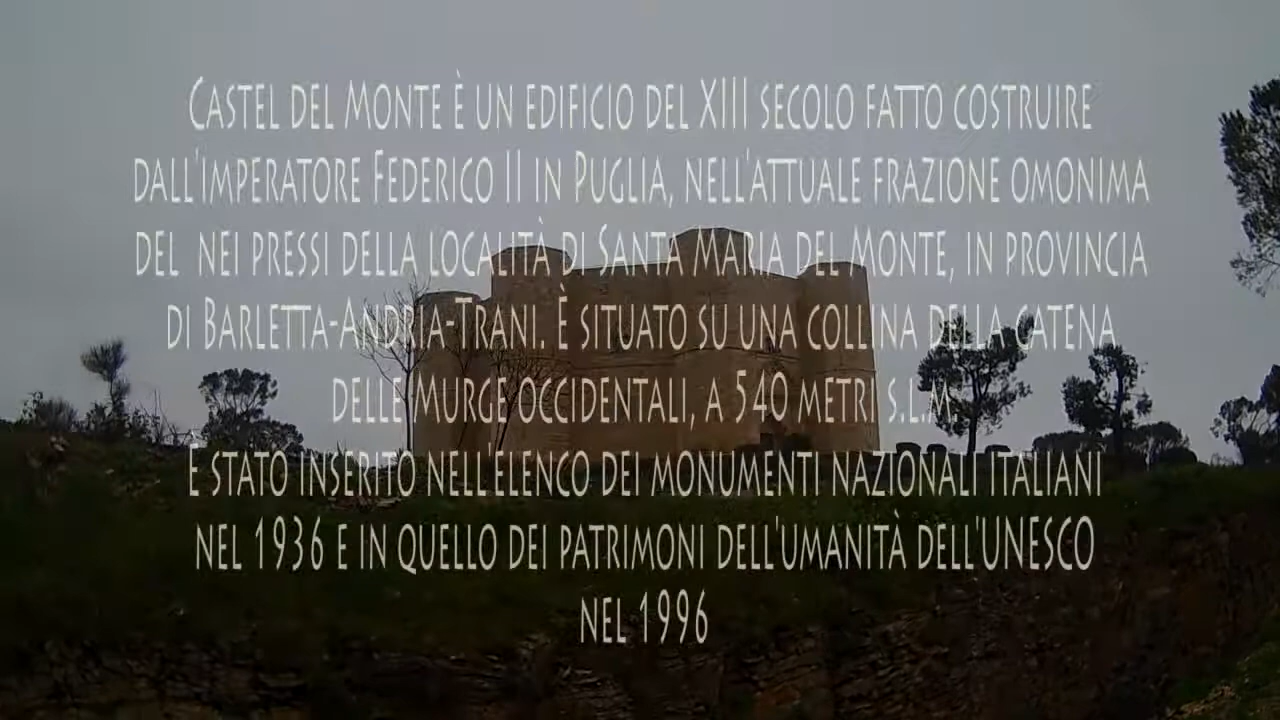 Castel del Monte è un edificio del XIII secolo fatto costruire
dall'imperatore Federico II in Puglia, nell'attuale frazione omonima
del nei pressi della località di Santa Maria del Monte, in provincia
di Barletta-Andria-Trani. È situato su una collina della catena
delle Murge occidentali, a 540 metri s.l.m.
È stato inserito nell'elenco dei monumenti nazionali italiani
nel 1936 e in quello dei patrimoni dell'umanità dell'UNESCO
nel 1996